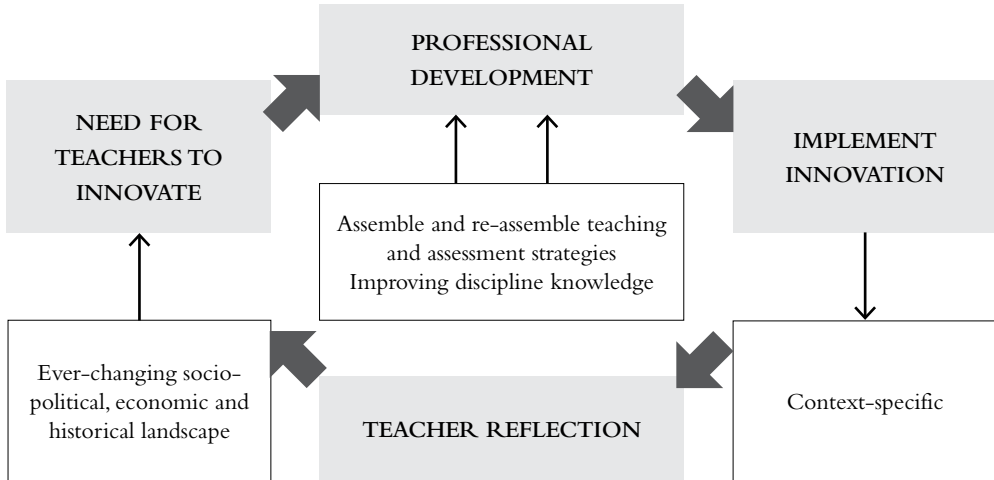 PROFESSIONAL
DEVELOPMENT
NEED FOR
TEACHERS TO
INNOVATE
IMPLEMENT
INNOVATION
Assemble and re-assemble teaching
and assessment strategies
Improving discipline knowledge
Ever-changing socio-
political, economic and
historical landscape
TEACHER REFLECTION
Context-specific